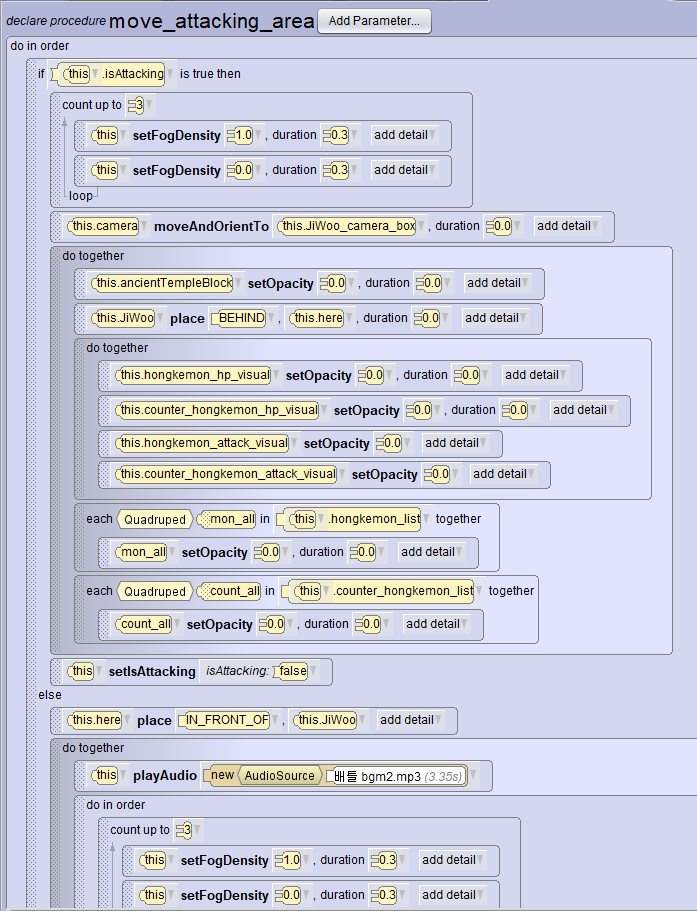 declare procedure move_attacking_area Add Parameter...
do in order
if this .isAttacking is true then
count up to 3
this setFogDensity 1.0 , duration 0.3 add detail
this setFogDensity 0.0 , duration 0.3 add detail
loop
this.camera moveAndOrientTo this.JiWoo_camera_box , duration 0.0 add detail
do together
this.ancientTempleBlock setOpacity 0.0 , duration 0.0 add detail
this.JiWoo place BEHIND , this.here , duration 0.0 add detail
do together
this.hongkemon_hp_visual setOpacity 0.0 , duration 0.0 add detail
this.counter_hongkemon_hp_visual setOpacity 0.0 , duration 0.0 add detail
this.hongkemon_attack_visual setOpacity 0.0 add detail
this.counter_hongkemon_attack_visual setOpacity 0.0 add detail
each Quadruped mon_all in this .hongkemon_list together
mon_all setOpacity 0.0 , duration 0.0 add detail
each Quadruped count_all in this .counter_hongkemon_list together
count_all setOpacity 0.0 , duration 0.0 add detail
this setIsAttacking isAttacking: false
else
this.here place IN_FRONT_OF , this.JiWoo add detail
do together
this playAudio new AudioSource 배틀 bgm2.mp3 (3.35s)
do in order
count up to 3
this setFogDensity 1.0 , duration 0.3 add detail
this setFogDensity 0.0 , duration 0.3 add detail